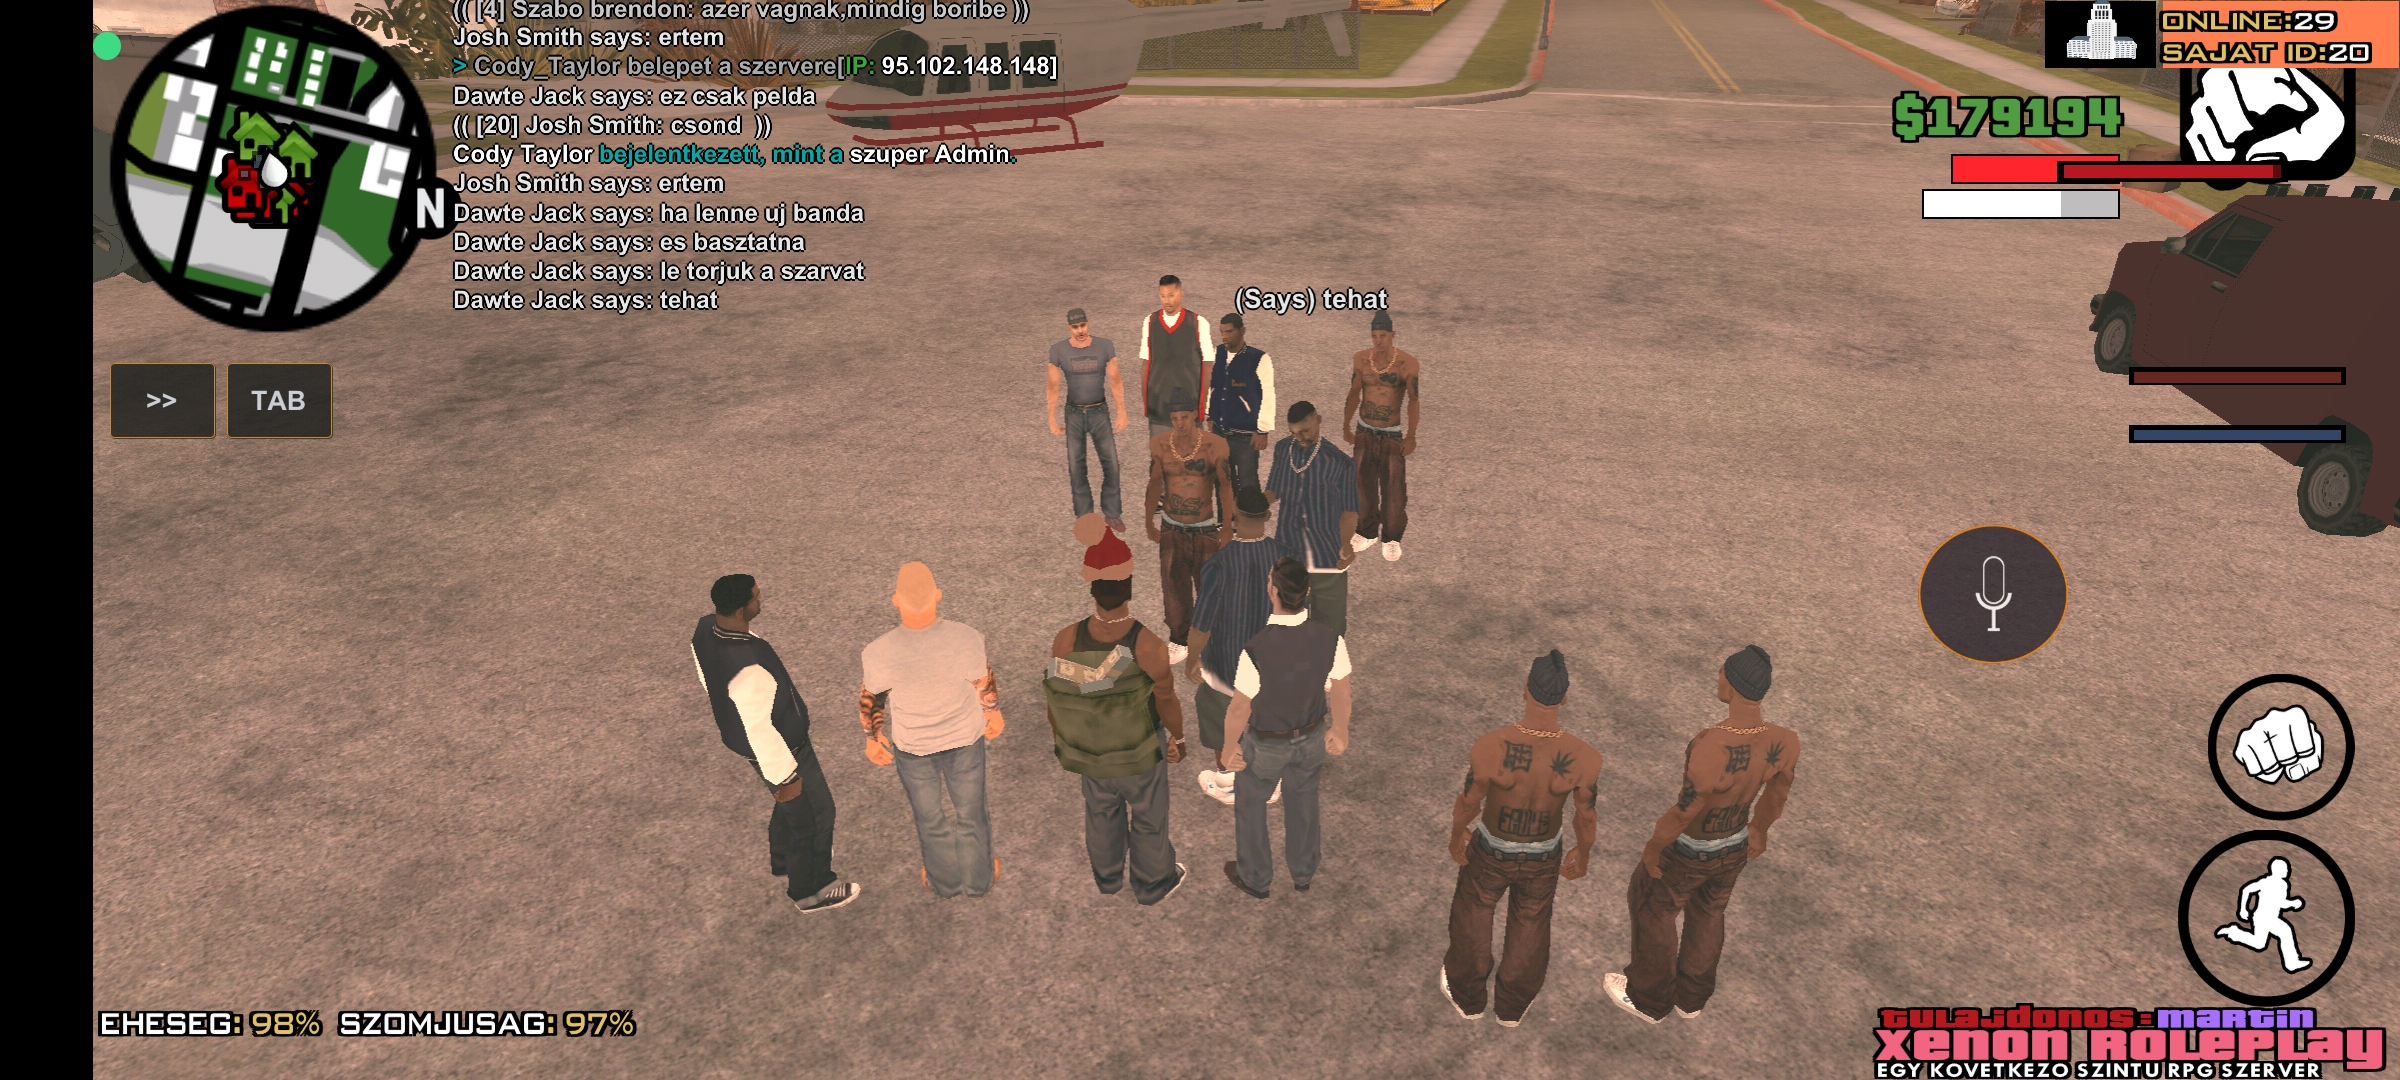 (( [4] Szabo brendon: azer vagnak,mindig boribe ))
Josh Smith says: ertem
> Cody_Taylor belepet a szervere[IP: 95.102.148.148]
Dawte Jack says: ez csak pelda
(( [20] Josh Smith: csond ))
Cody Taylor bejelentkezett, mint a szuper Admin.
Josh Smith says: ertem
Dawte Jack says: ha lenne uj banda
Dawte Jack says: es basztatna
Dawte Jack says: le torjuk a szarvat
Dawte Jack says: tehat
ONLINE:29
SAJAT ID:20
$179194
N
(Says) tehat
>>
TAB
EHESEG: 98% SZOMJUSAG: 97%
tulajdonos:martin
xenon Roleplay
EGY KOVETKEZO SZINTU RPG SZERVER